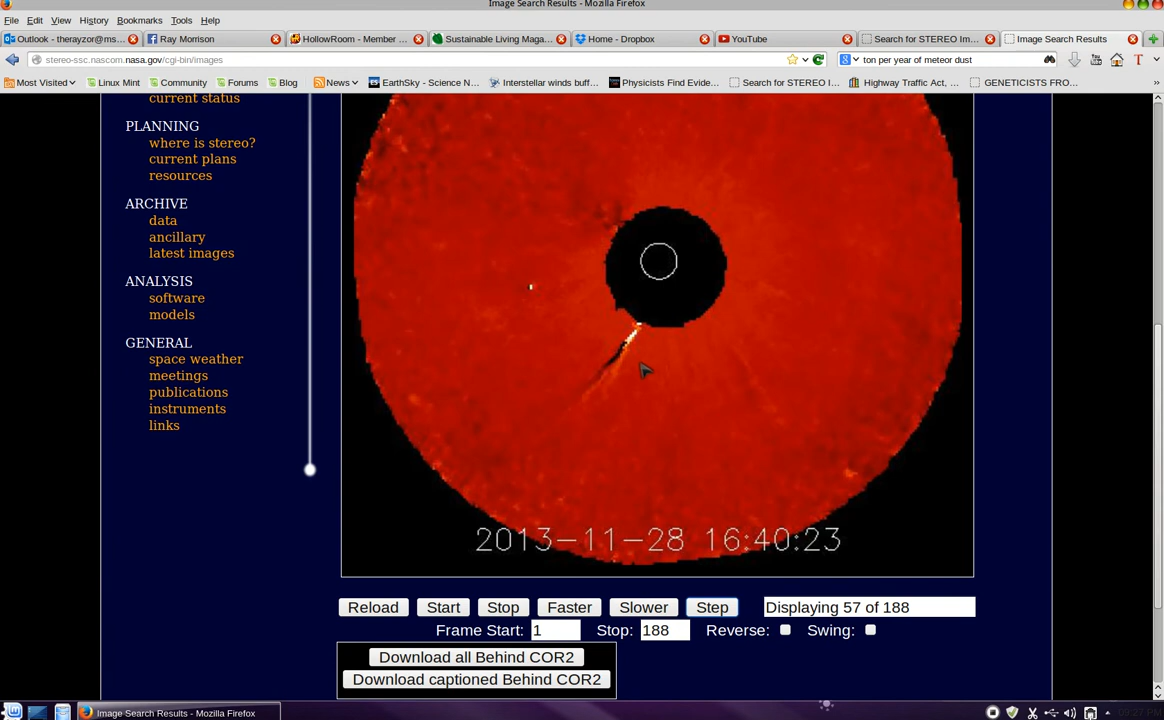 Image Search Results - Mozilla Firefox
File Edit View History Bookmarks Tools Help
Outlook - therayzor@ms... Ray Morrison HollowRoom - Member ... Sustainable Living Maga... Home - Dropbox YouTube Search for STEREO Im... Image Search Results
stereo-ssc.nascom.nasa.gov/cgi-bin/images ton per year of meteor dust
Most Visited Linux Mint Community Forums Blog News EarthSky - Science N... Interstellar winds buff... Physicists Find Evide... Search for STEREO I... Highway Traffic Act, ... GENETICISTS FRO...
current status
PLANNING
where is stereo?
current plans
resources
ARCHIVE
data
ancillary
latest images
ANALYSIS
software
models
GENERAL
space weather
meetings
publications
instruments
links
2013-11-28 16:40:23
Reload Start Stop Faster Slower Step Displaying 57 of 188
Frame Start: 1 Stop: 188 Reverse: Swing:
Download all Behind COR2
Download captioned Behind COR2
Image Search Results - Mozilla Firefox 09:27 PM